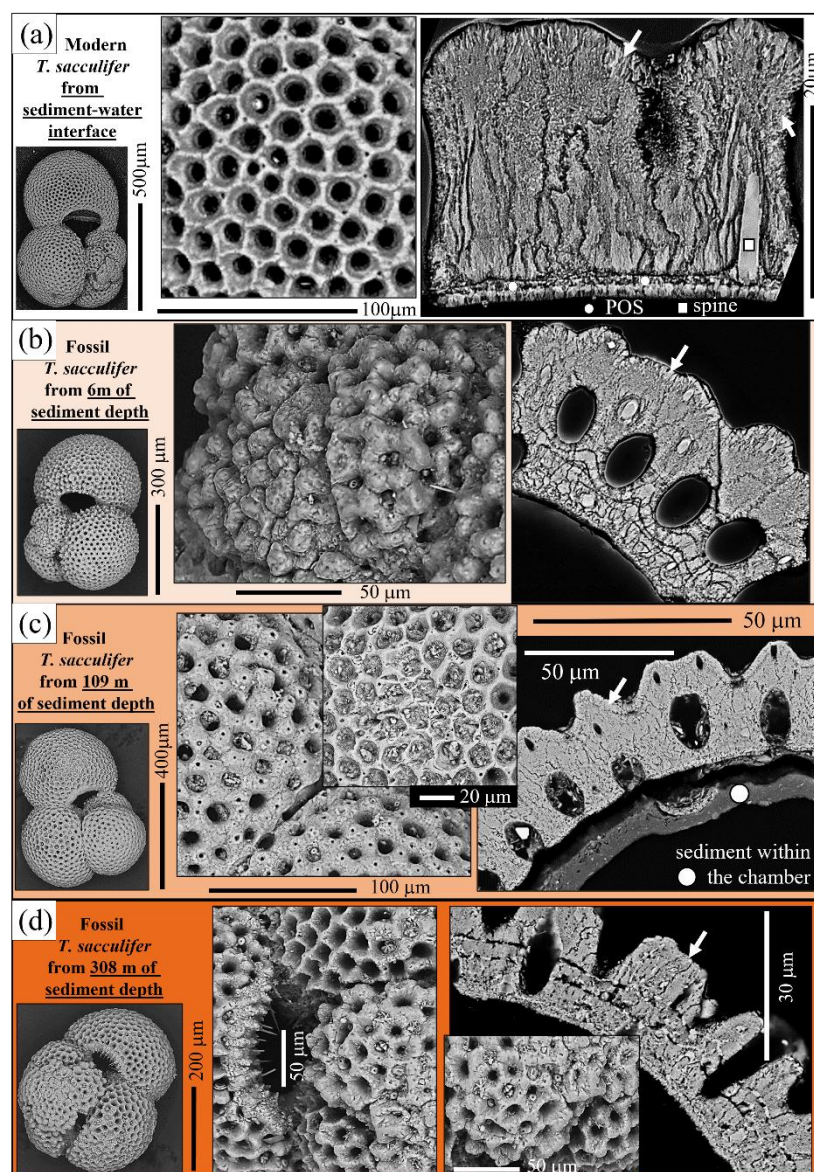 (a)
Modern
T. sacculifer
from
sediment-water
interface
500μm
100μm
POS
spine
20μm
(b)
Fossil
T. sacculifer
from 6m of
sediment depth
300 μm
50 μm
50 μm
(c)
Fossil
T. sacculifer
from 109 m
of sediment depth
400μm
20 μm
100 μm
50 μm
sediment within
the chamber
(d)
Fossil
T. sacculifer
from 308 m of
sediment depth
200 μm
50 μm
50 μm
30 μm